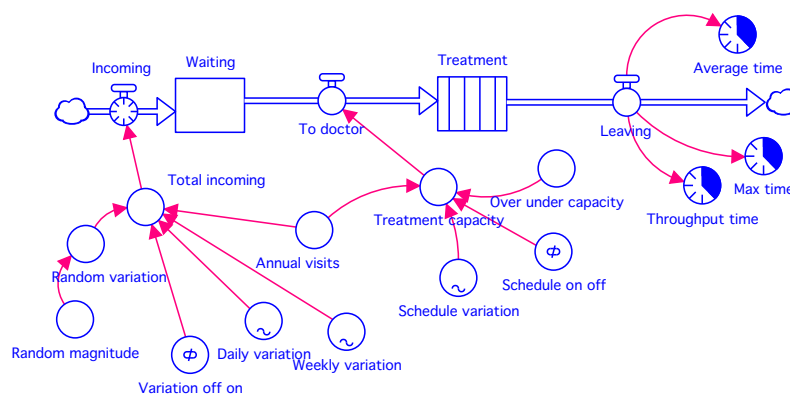 Incoming
Waiting
Treatment
Average time
To doctor
Leaving
Max time
Total incoming
Over under capacity
Treatment capacity
Throughput time
Annual visits
Random variation
Schedule on off
Schedule variation
Random magnitude
Daily variation
Weekly variation
Variation off on